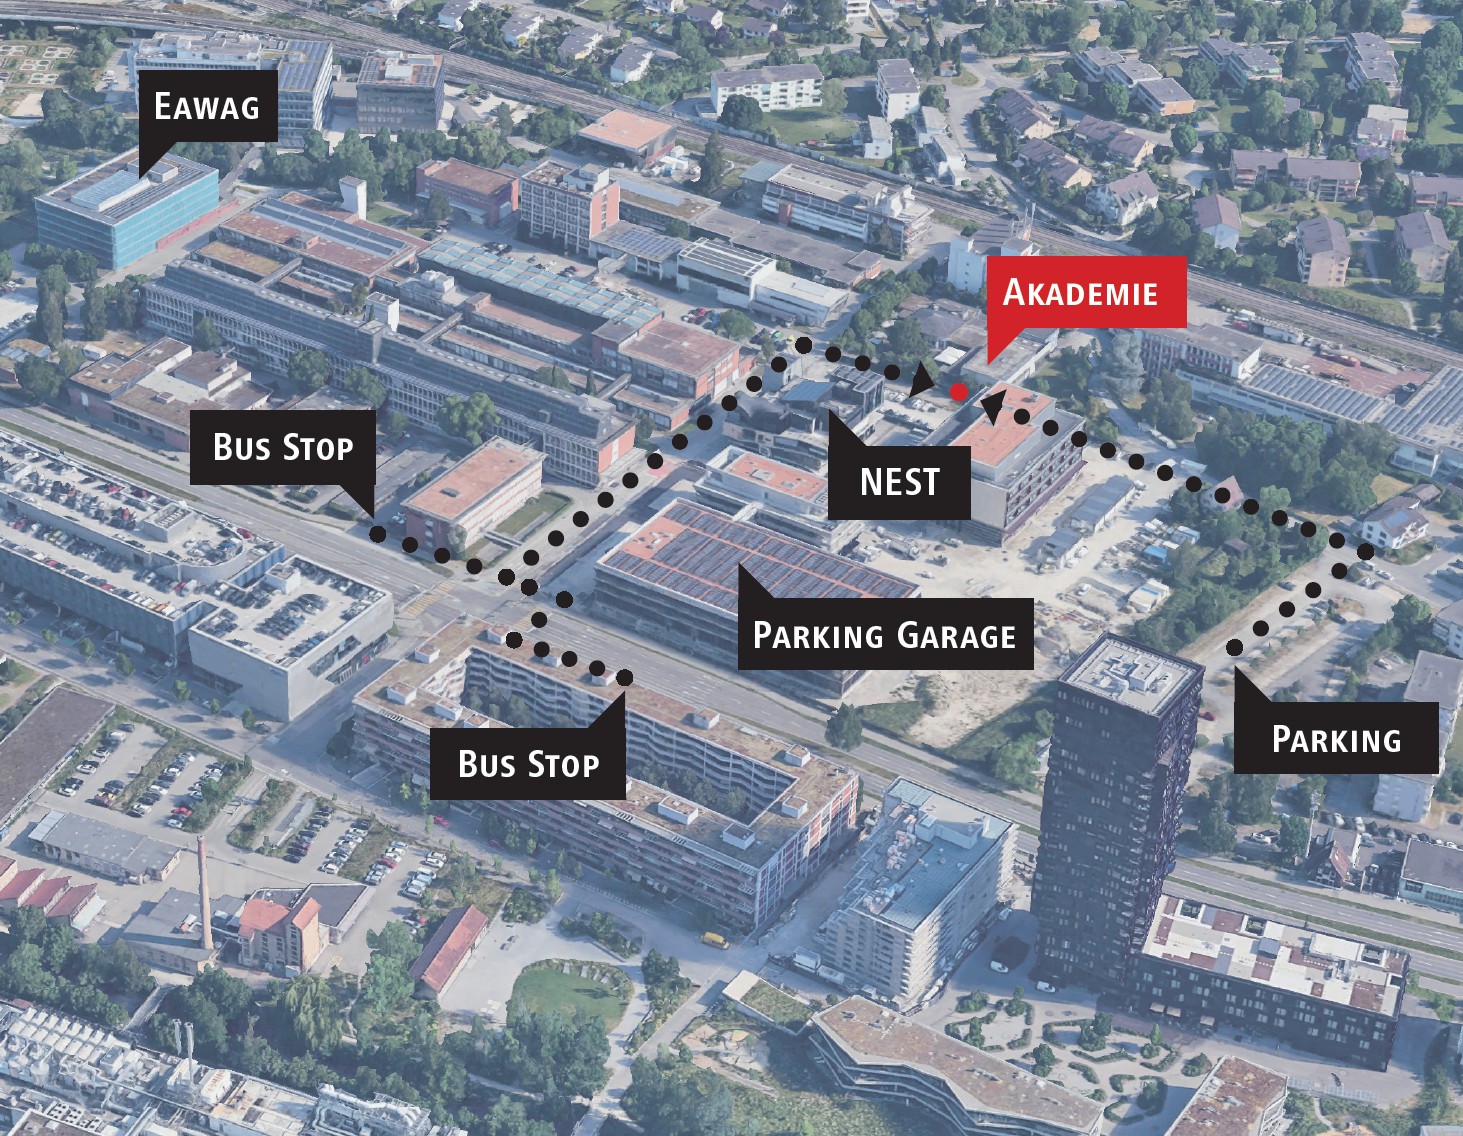 EAWAG
AKADEMIE
BUS STOP
NEST
PARKING GARAGE
PARKING
BUS STOP